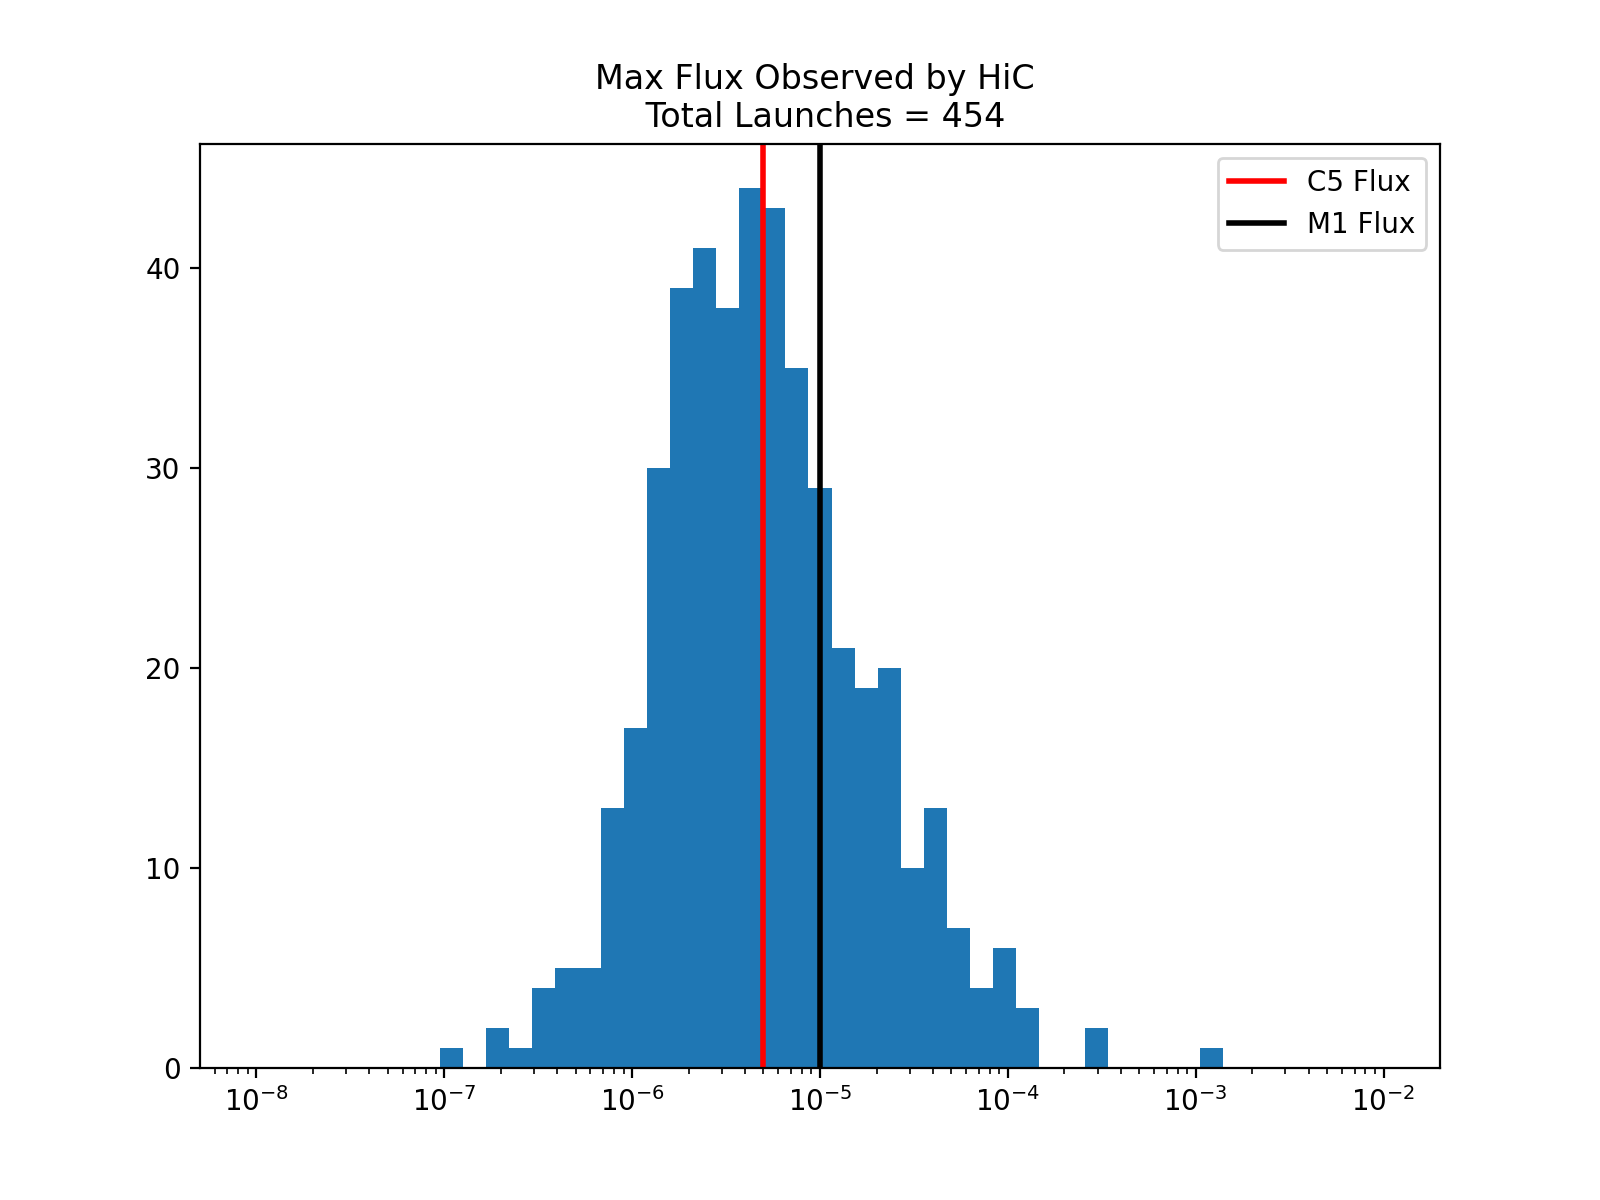 Max Flux Observed by HiC
Total Launches = 454
C5 Flux
M1 Flux
40
30
20
10
0
10⁻⁸ 10⁻⁷ 10⁻⁶ 10⁻⁵ 10⁻⁴ 10⁻³ 10⁻²